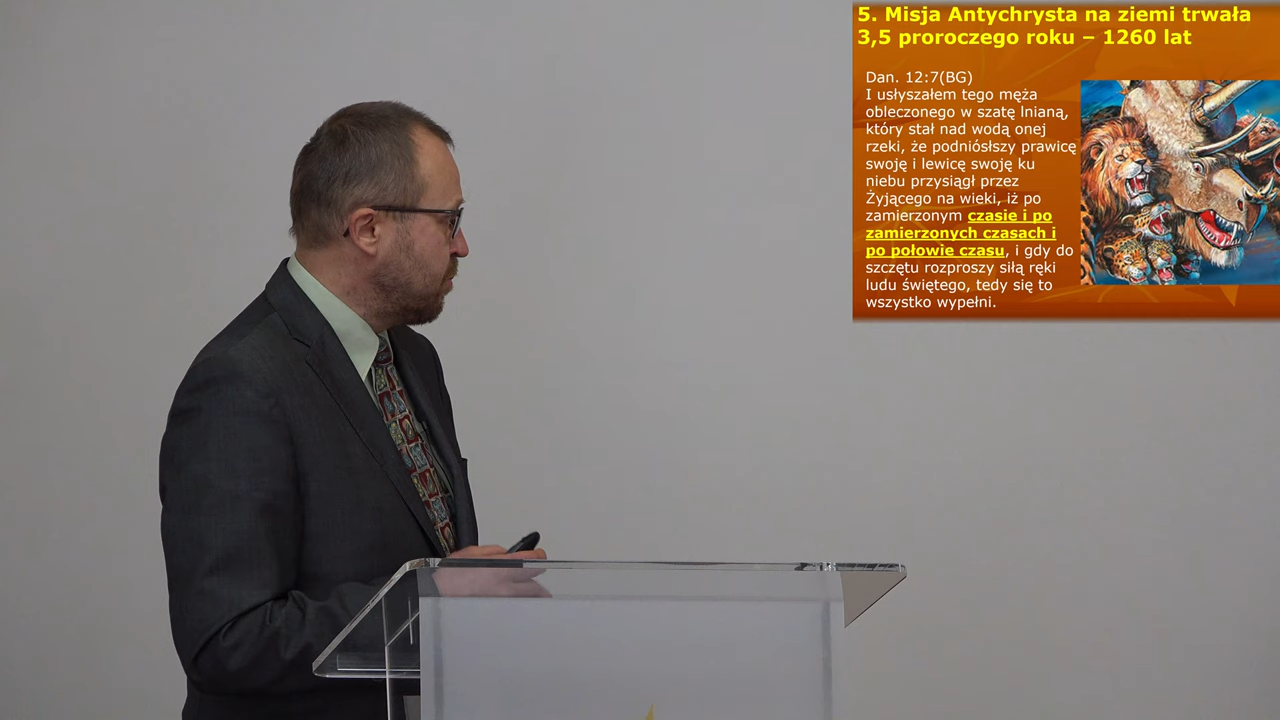 5. Misja Antychrysta na ziemi trwała
3,5 proroczego roku – 1260 lat
Dan. 12:7(BG)
I usłyszałem tego męża
obleczonego w szatę lnianą,
który stał nad wodą onej
rzeki, że podniósłszy prawicę
swoję i lewicę swoję ku
niebu przysiągł przez
Żyjącego na wieki, iż po
zamierzonym czasie i po
zamierzonych czasach i
po połowie czasu, i gdy do
szczętu rozproszy siłą ręki
ludu świętego, tedy się to
wszystko wypełni.